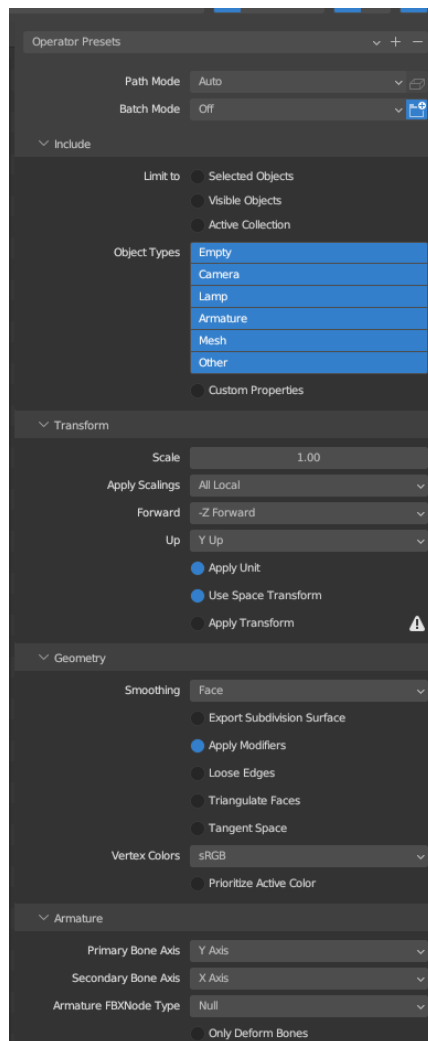 Operator Presets
Path Mode Auto
Batch Mode Off
Include
Limit to Selected Objects
Visible Objects
Active Collection
Object Types Empty
Camera
Lamp
Armature
Mesh
Other
Custom Properties
Transform
Scale 1.00
Apply Scalings All Local
Forward -Z Forward
Up Y Up
Apply Unit
Use Space Transform
Apply Transform
Geometry
Smoothing Face
Export Subdivision Surface
Apply Modifiers
Loose Edges
Triangulate Faces
Tangent Space
Vertex Colors sRGB
Prioritize Active Color
Armature
Primary Bone Axis Y Axis
Secondary Bone Axis X Axis
Armature FBXNode Type Null
Only Deform Bones